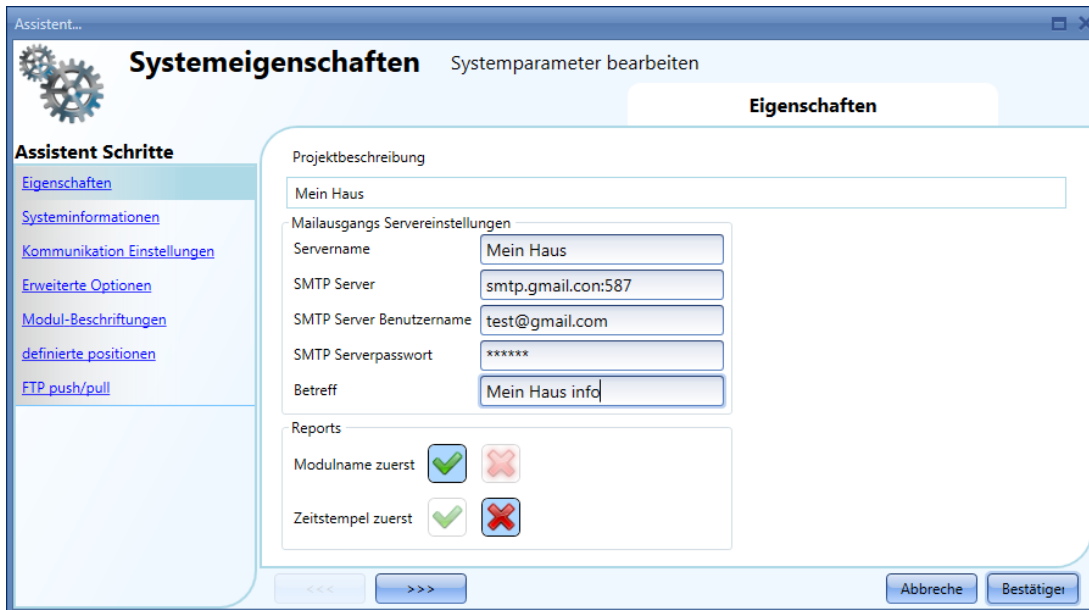 Assistent...
Systemeigenschaften Systemparameter bearbeiten
Eigenschaften
Assistent Schritte
Eigenschaften
Systeminformationen
Kommunikation Einstellungen
Erweiterte Optionen
Modul-Beschriftungen
definierte positionen
FTP push/pull
Projektbeschreibung
Mein Haus
Mailausgangs Servereinstellungen
Servername Mein Haus
SMTP Server smtp.gmail.con:587
SMTP Server Benutzername test@gmail.com
SMTP Serverpasswort ******
Betreff Mein Haus info
Reports
Modulname zuerst
Zeitstempel zuerst
<<< >>> Abbreche Bestätiger